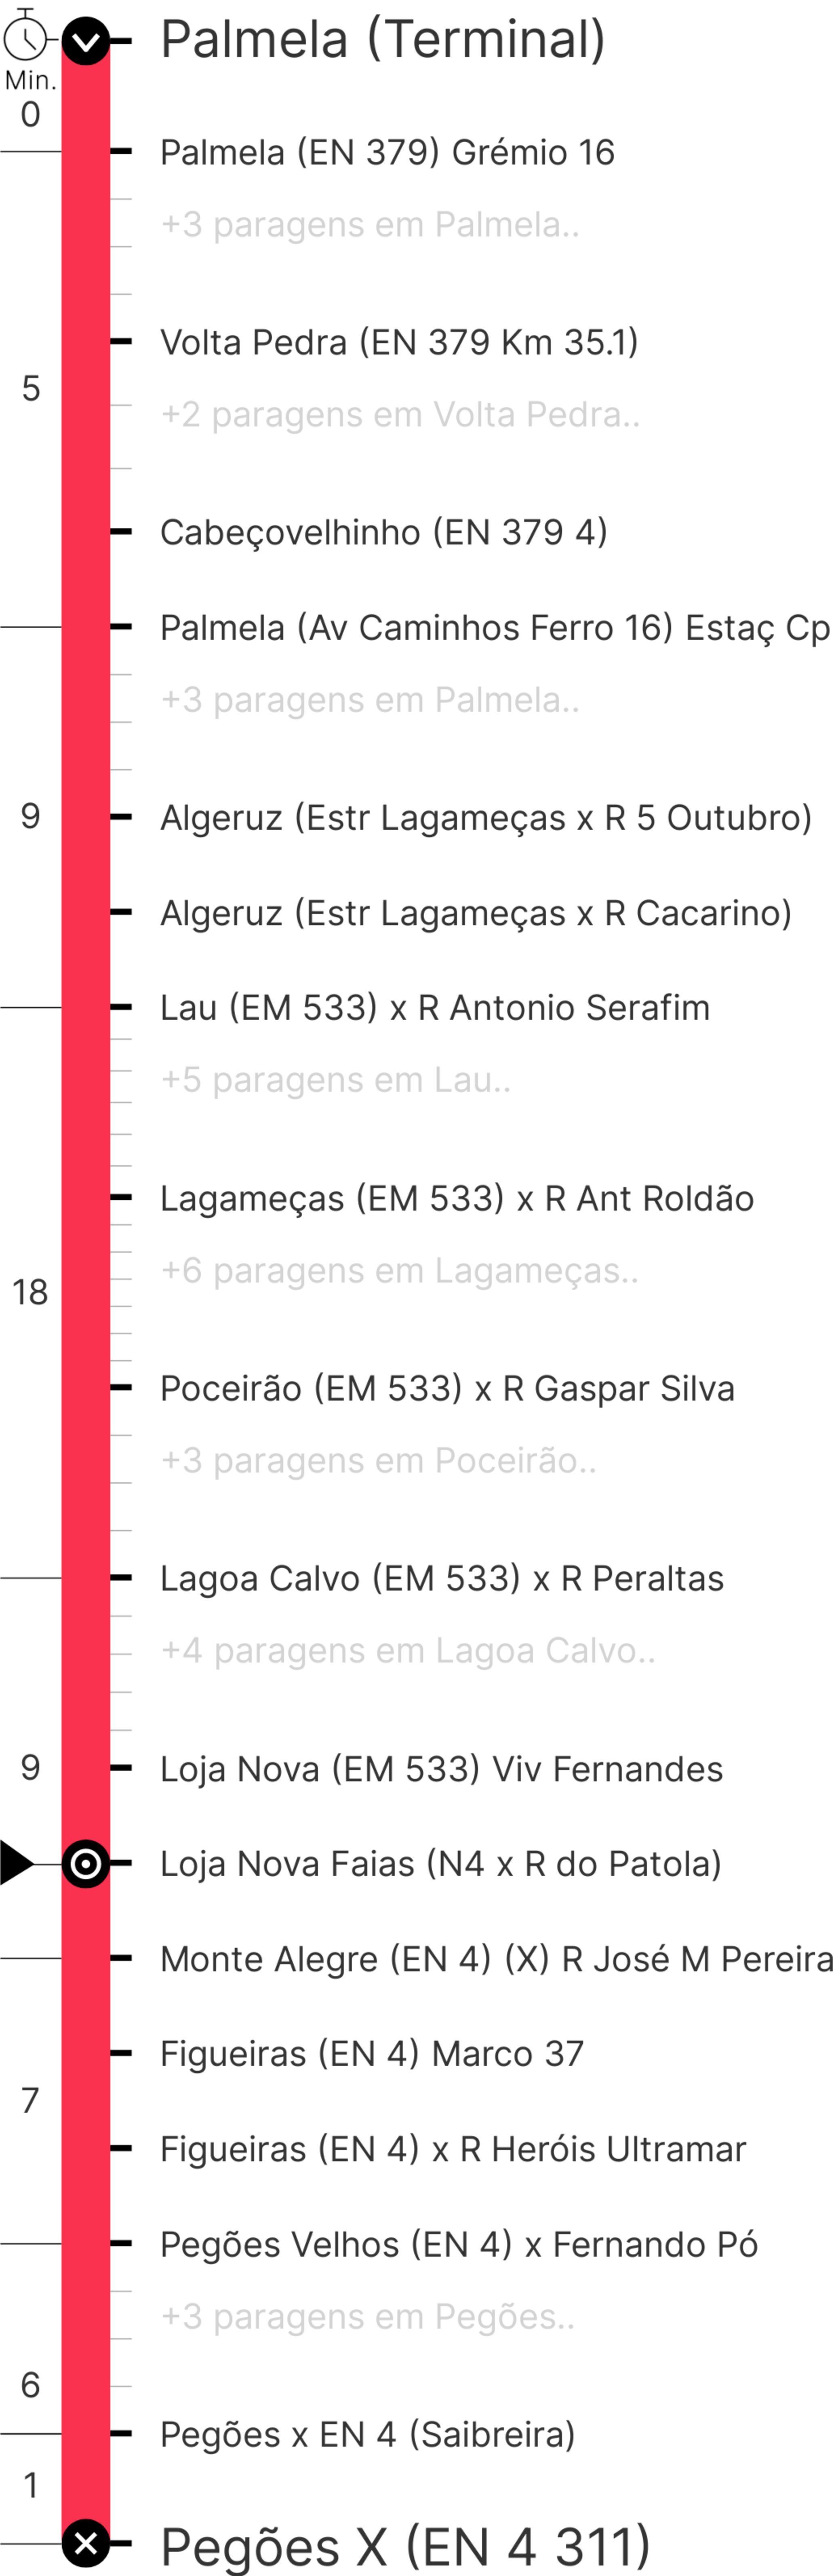 Palmela (Terminal)
Min.
0
Palmela (EN 379) Grémio 16
+3 paragens em Palmela..
Volta Pedra (EN 379 Km 35.1)
5
+2 paragens em Volta Pedra..
Cabeçovelhinho (EN 379 4)
Palmela (Av Caminhos Ferro 16) Estaç Cp
+3 paragens em Palmela..
9
Algeruz (Estr Lagameças x R 5 Outubro)
Algeruz (Estr Lagameças x R Cacarino)
Lau (EM 533) x R Antonio Serafim
+5 paragens em Lau..
Lagameças (EM 533) x R Ant Roldão
+6 paragens em Lagameças..
18
Poceirão (EM 533) x R Gaspar Silva
+3 paragens em Poceirão..
Lagoa Calvo (EM 533) x R Peraltas
+4 paragens em Lagoa Calvo..
9
Loja Nova (EM 533) Viv Fernandes
Loja Nova Faias (N4 x R do Patola)
Monte Alegre (EN 4) (X) R José M Pereira
Figueiras (EN 4) Marco 37
7
Figueiras (EN 4) x R Heróis Ultramar
Pegões Velhos (EN 4) x Fernando Pó
+3 paragens em Pegões..
6
Pegões x EN 4 (Saibreira)
1
Pegões X (EN 4 311)